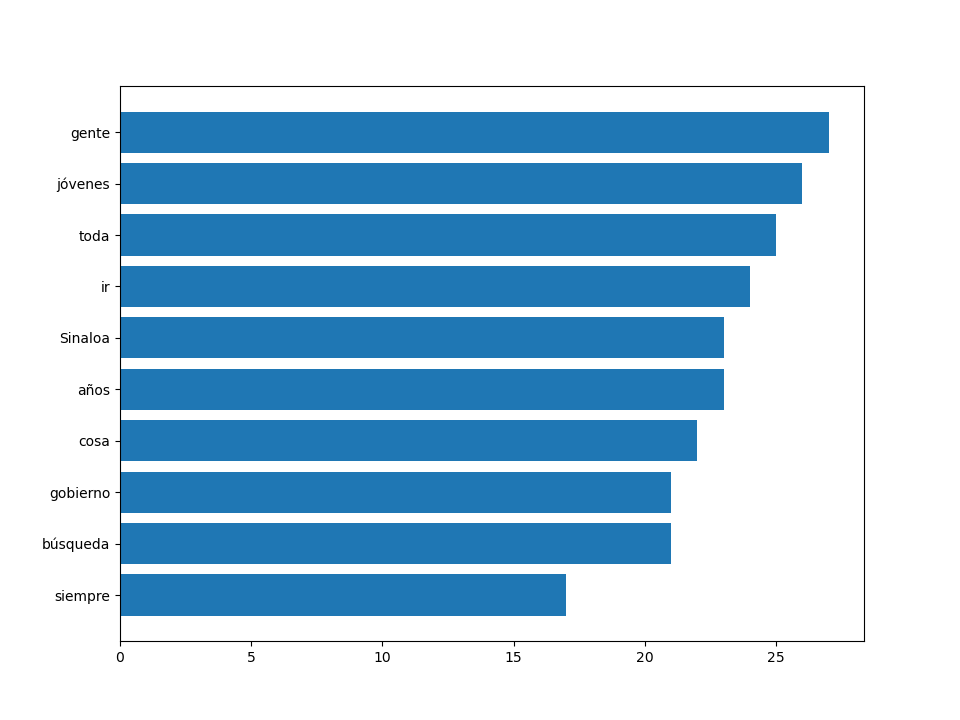 gente
jóvenes
toda
ir
Sinaloa
años
cosa
gobierno
búsqueda
siempre
0 5 10 15 20 25